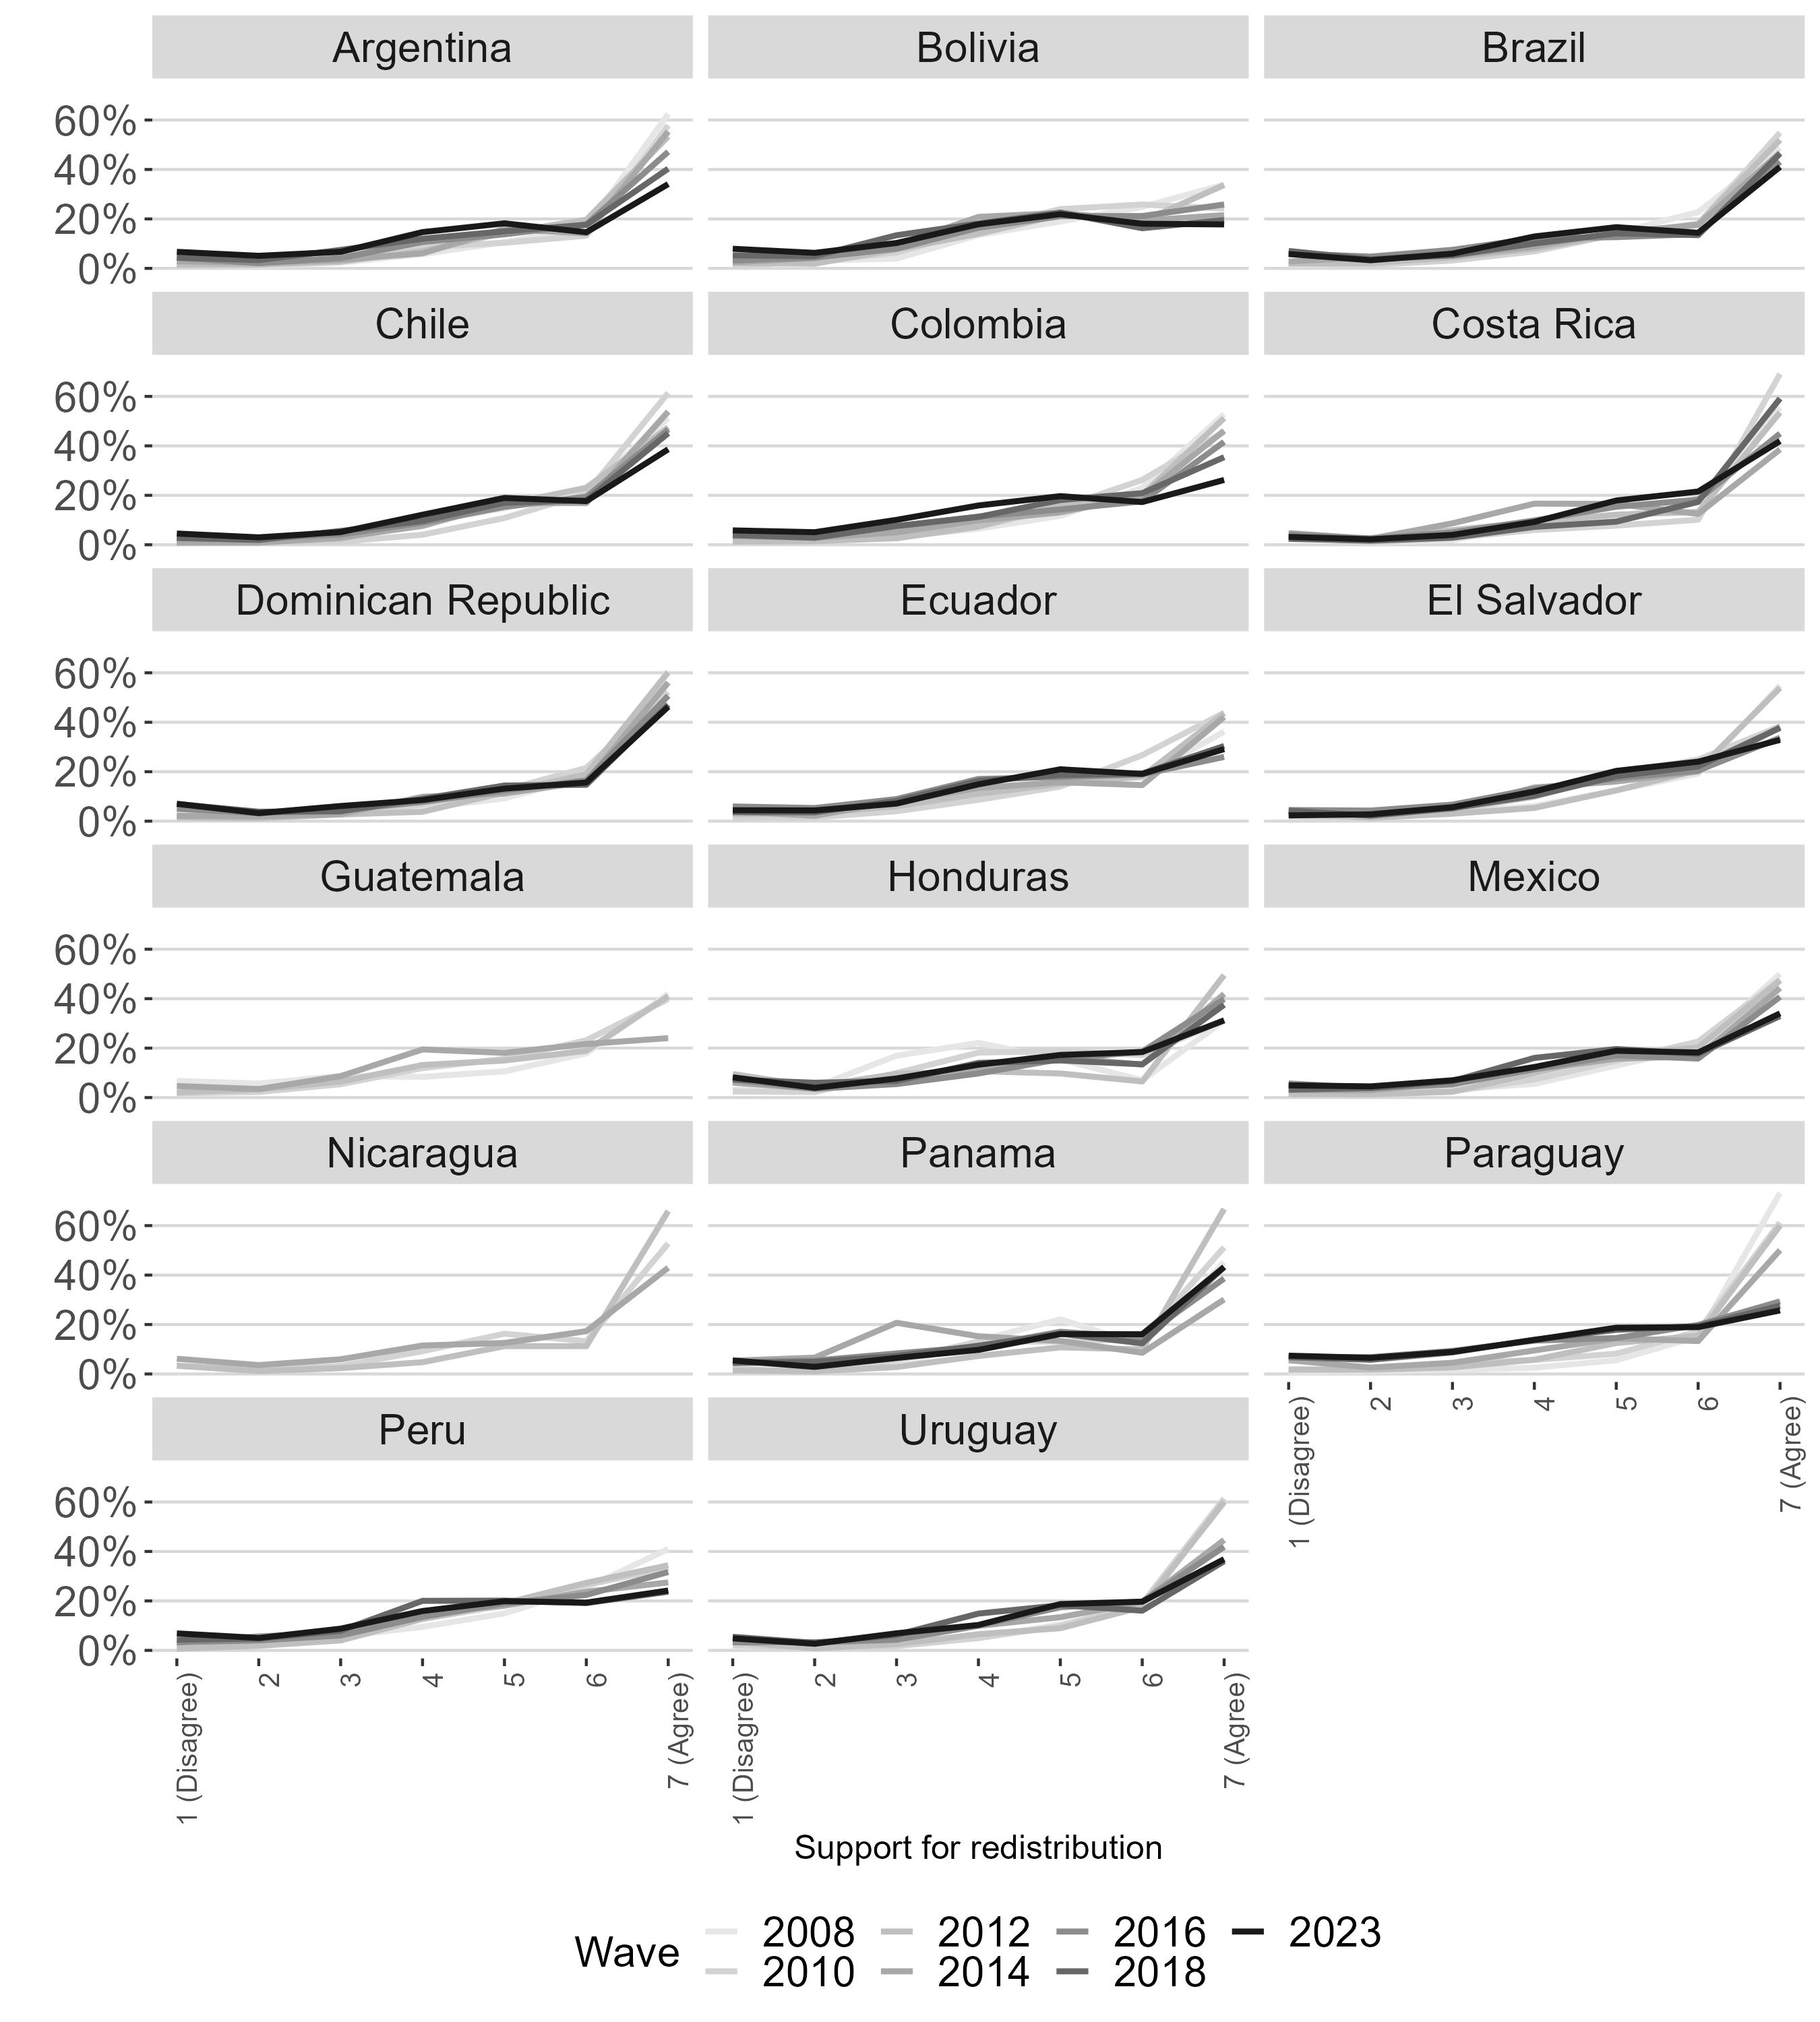 Argentina Bolivia Brazil
60%
40%
20%
0%
Chile Colombia Costa Rica
60%
40%
20%
0%
Dominican Republic Ecuador El Salvador
60%
40%
20%
0%
Guatemala Honduras Mexico
60%
40%
20%
0%
Nicaragua Panama Paraguay
60%
40%
20%
0%
1 (Disagree) 2 3 4 5 6 7 (Agree)
Peru Uruguay
60%
40%
20%
0%
1 (Disagree) 2 3 4 5 6 7 (Agree) 1 (Disagree) 2 3 4 5 6 7 (Agree)
Support for redistribution
Wave
2008 2012 2016 2023
2010 2014 2018